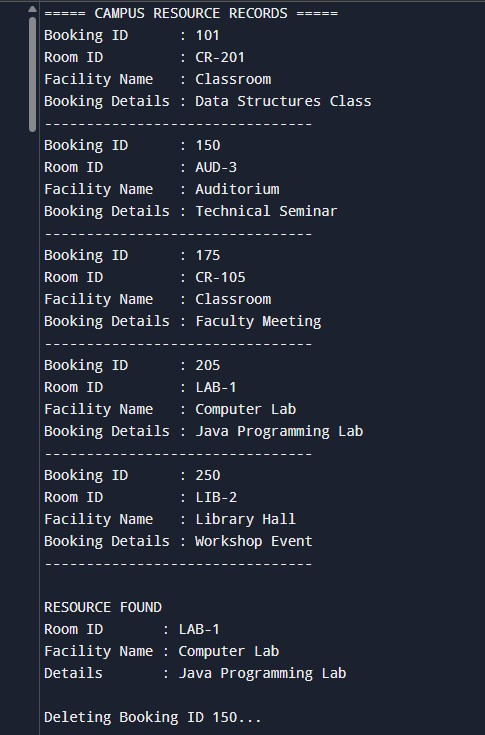 ===== CAMPUS RESOURCE RECORDS =====
Booking ID      : 101
Room ID         : CR-201
Facility Name   : Classroom
Booking Details : Data Structures Class
--------------------------------
Booking ID      : 150
Room ID         : AUD-3
Facility Name   : Auditorium
Booking Details : Technical Seminar
--------------------------------
Booking ID      : 175
Room ID         : CR-105
Facility Name   : Classroom
Booking Details : Faculty Meeting
--------------------------------
Booking ID      : 205
Room ID         : LAB-1
Facility Name   : Computer Lab
Booking Details : Java Programming Lab
--------------------------------
Booking ID      : 250
Room ID         : LIB-2
Facility Name   : Library Hall
Booking Details : Workshop Event
--------------------------------

RESOURCE FOUND
Room ID       : LAB-1
Facility Name : Computer Lab
Details       : Java Programming Lab

Deleting Booking ID 150...